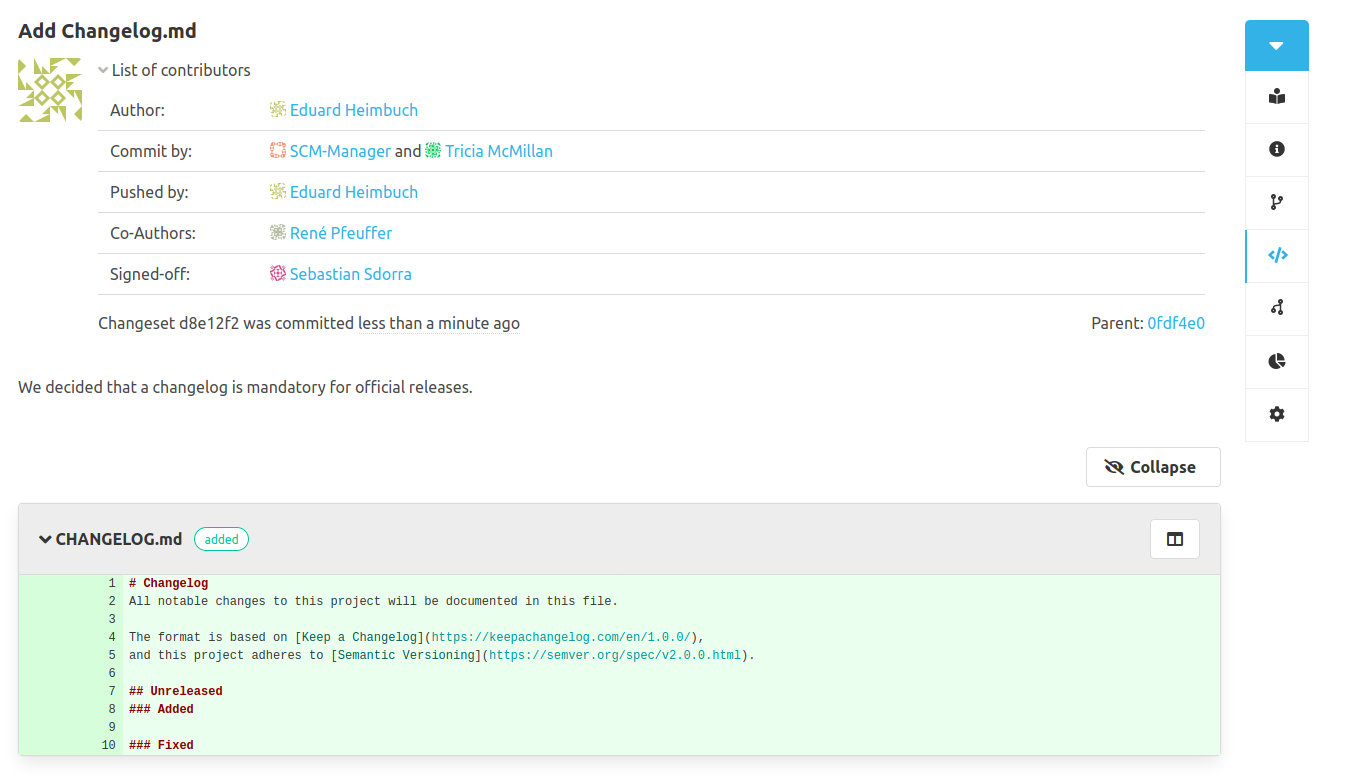 Add Changelog.md
List of contributors
Author: Eduard Heimbuch
Commit by: SCM-Manager and Tricia McMillan
Pushed by: Eduard Heimbuch
Co-Authors: René Pfeuffer
Signed-off: Sebastian Sdorra
Changeset d8e12f2 was committed less than a minute ago Parent: 0fdf4e0
We decided that a changelog is mandatory for official releases.
Collapse
CHANGELOG.md added
1 # Changelog
2 All notable changes to this project will be documented in this file.
3
4 The format is based on [Keep a Changelog](https://keepachangelog.com/en/1.0.0/),
5 and this project adheres to [Semantic Versioning](https://semver.org/spec/v2.0.0.html).
6
7 ## Unreleased
8 ### Added
9
10 ### Fixed